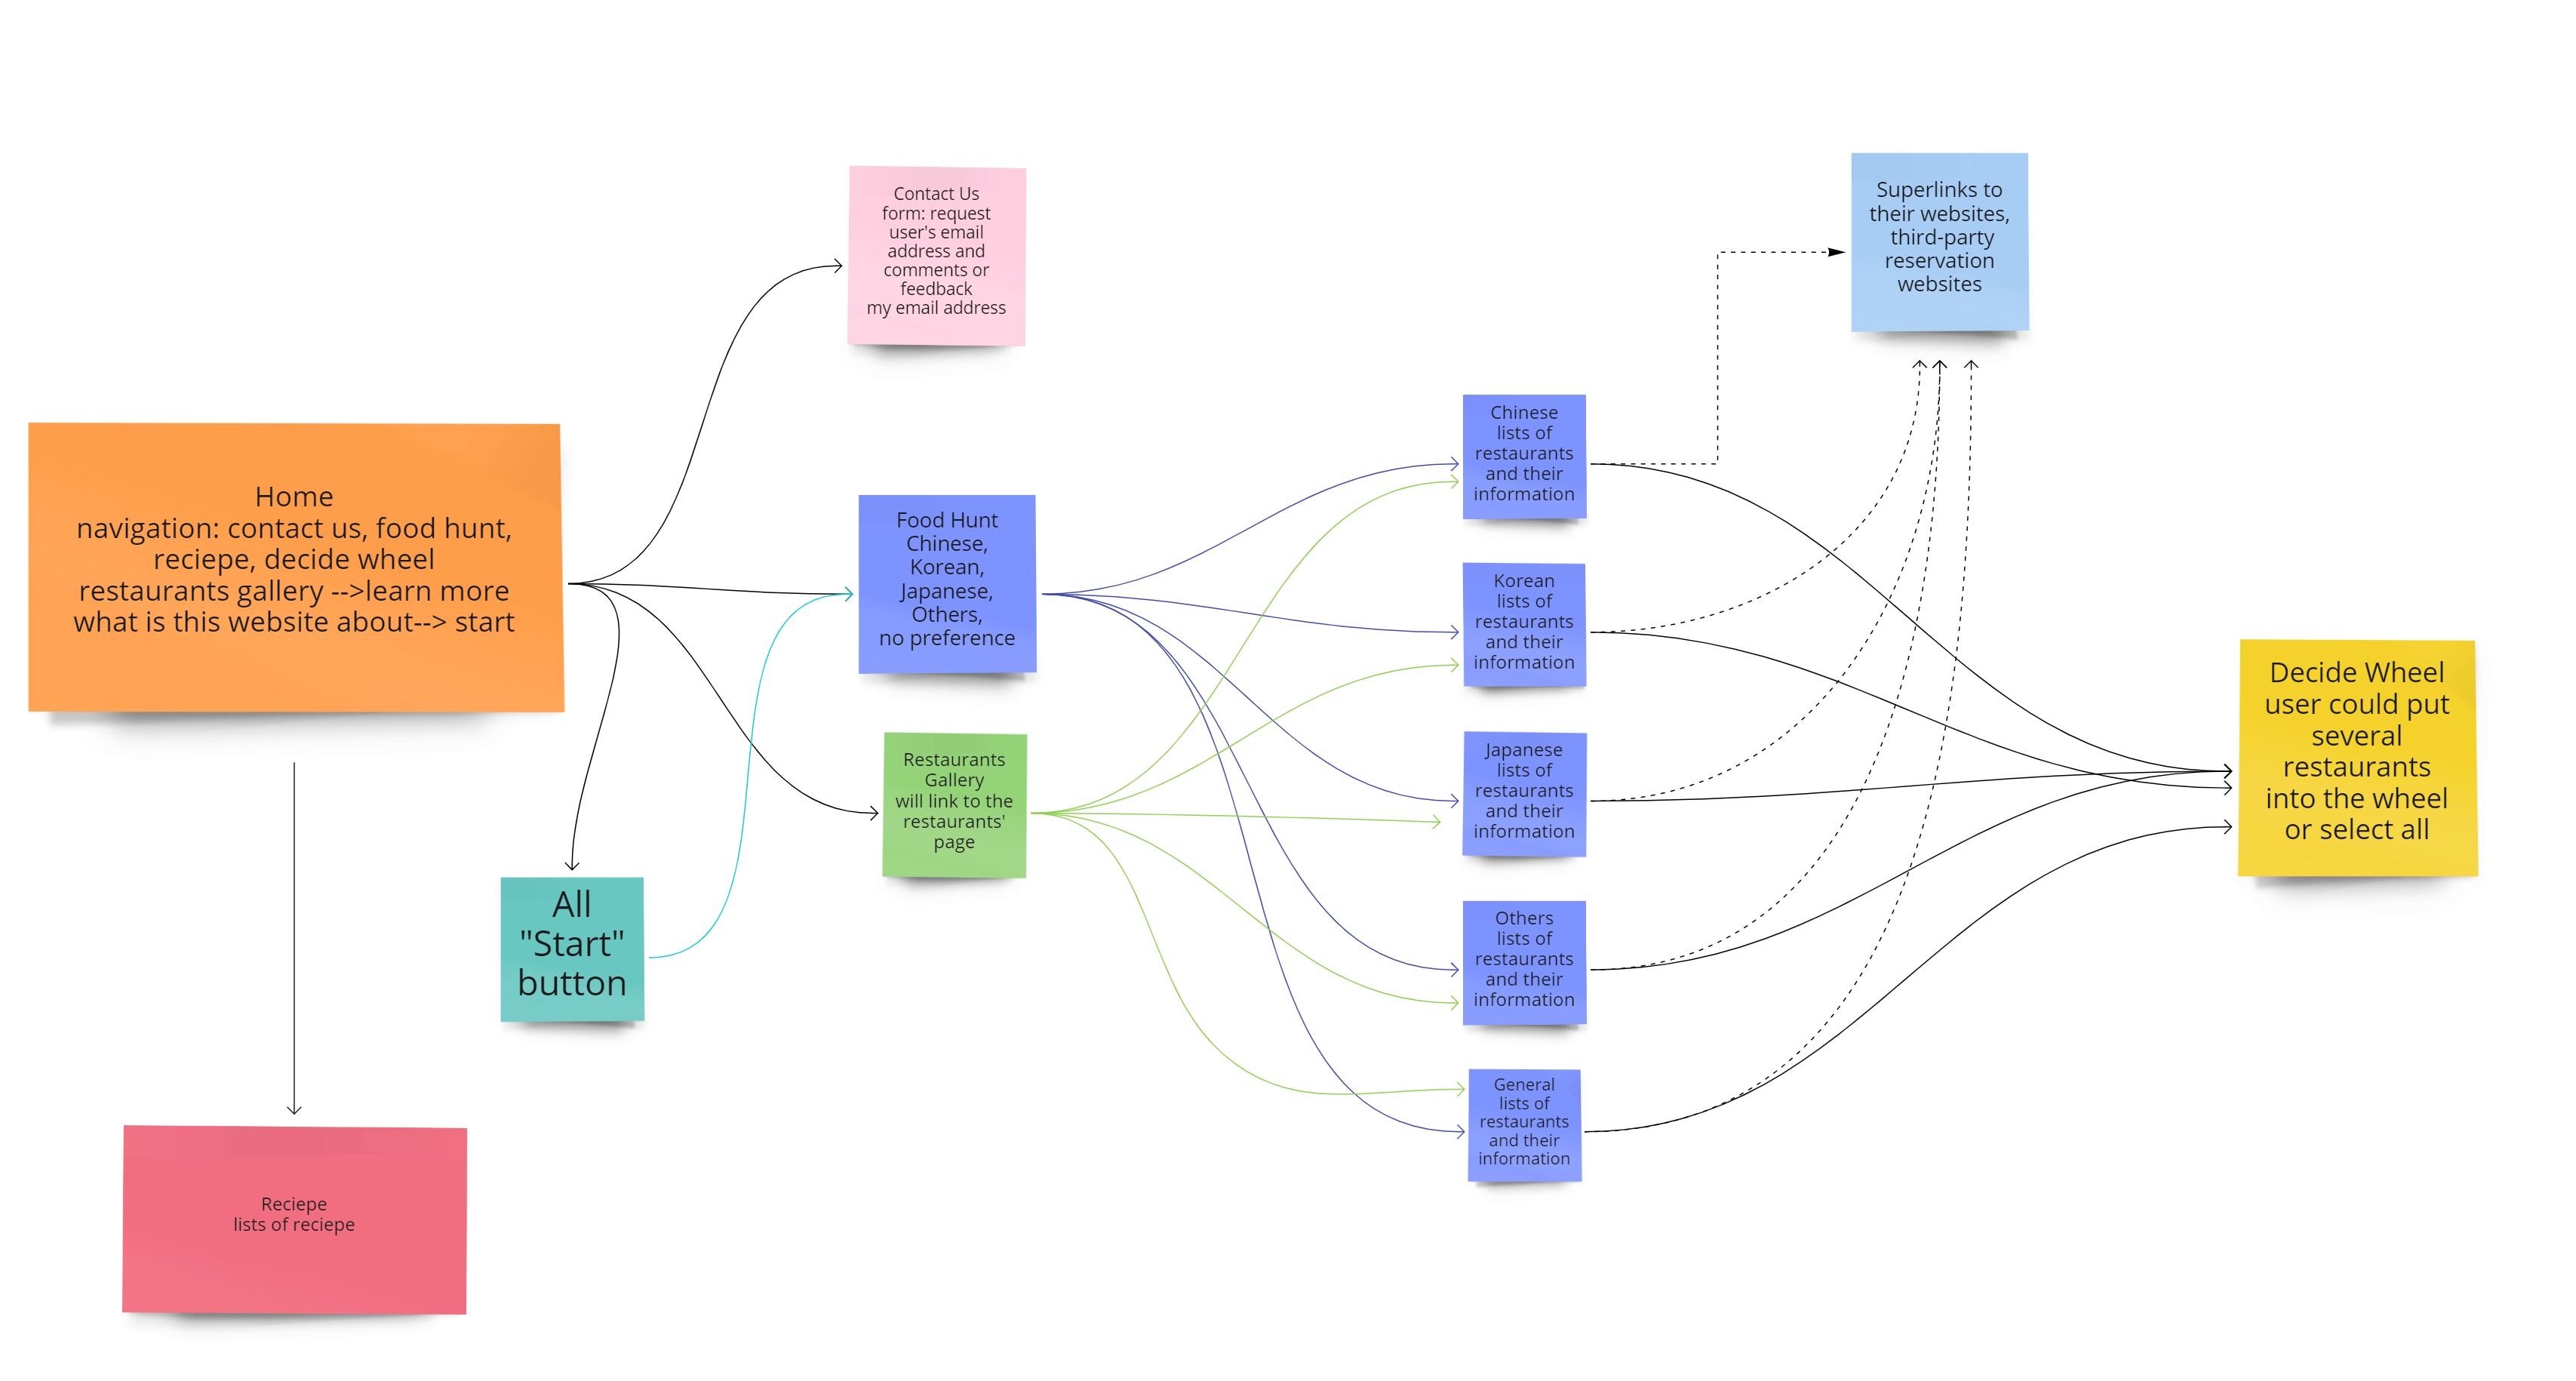 Contact Us
form: request
user's email
address and
comments or
feedback
my email address
Superlinks to
their websites,
third-party
reservation
websites
Home
navigation: contact us, food hunt,
reciepe, decide wheel
restaurants gallery -->learn more
what is this website about--> start
Food Hunt
Chinese,
Korean,
Japanese,
Others,
no preference
Restaurants
Gallery
will link to the
restaurants'
page
All
"Start"
button
Reciepe
lists of reciepe
Chinese
lists of
restaurants
and their
information
Korean
lists of
restaurants
and their
information
Japanese
lists of
restaurants
and their
information
Others
lists of
restaurants
and their
information
General
lists of
restaurants
and their
information
Decide Wheel
user could put
several
restaurants
into the wheel
or select all